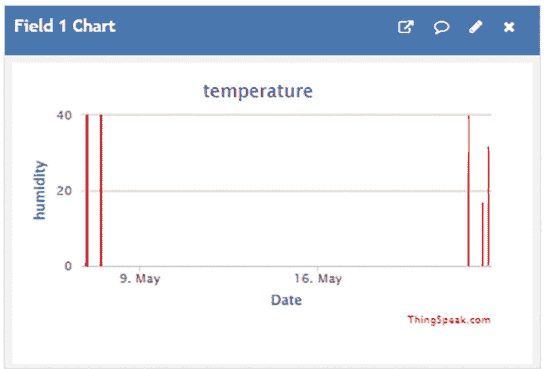 Field 1 Chart
temperature
40
20
0
humidity
9. May 16. May
Date
ThingSpeak.com